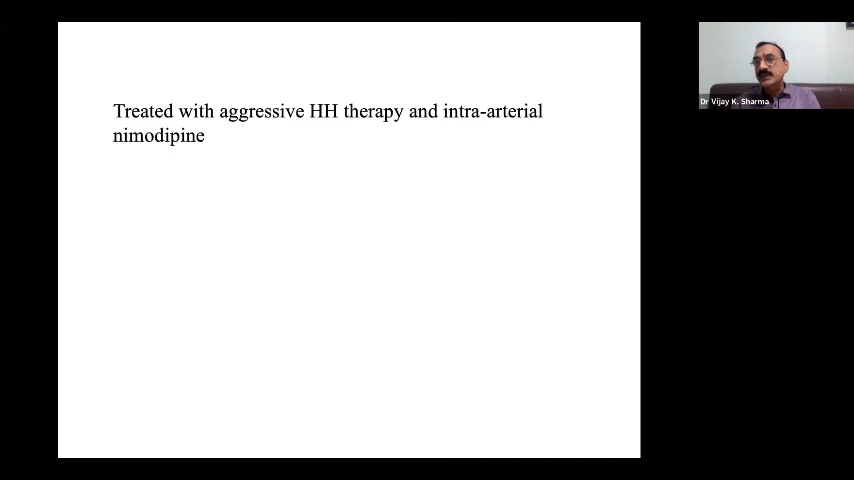 Treated with aggressive HH therapy and intra-arterial
nimodipine
Dr Vijay K. Sharma